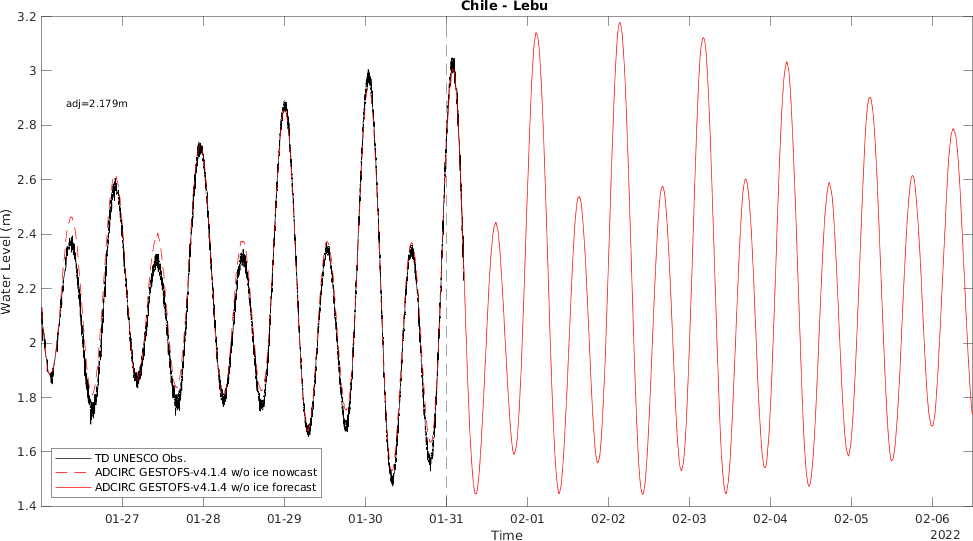 Chile - Lebu
3.2
3
adj=2.179m
2.8
2.6
2.4
2.2
2
1.8
1.6
1.4
Water Level (m)
TD UNESCO Obs.
ADCIRC GESTOFS-v4.1.4 w/o ice nowcast
ADCIRC GESTOFS-v4.1.4 w/o ice forecast
01-27 01-28 01-29 01-30 01-31 02-01 02-02 02-03 02-04 02-05 02-06
Time
2022